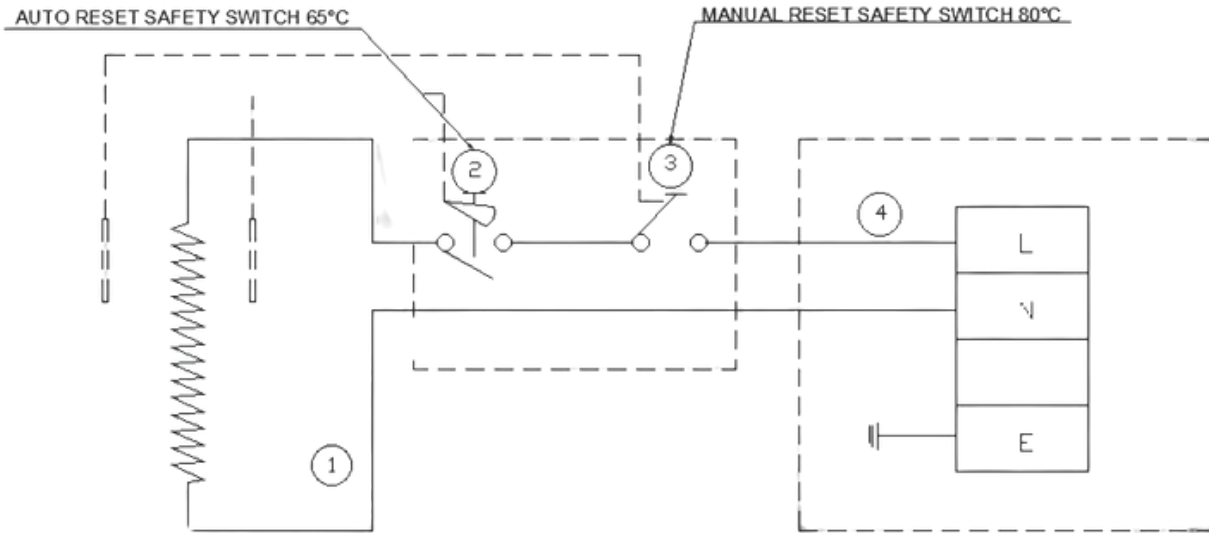 AUTO RESET SAFETY SWITCH 65°C
MANUAL RESET SAFETY SWITCH 80°C
2
3
4
L
N
E
1